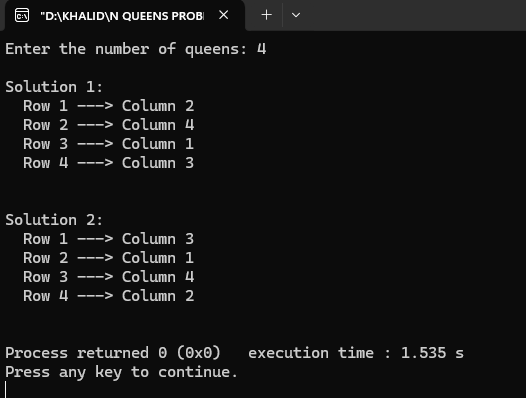 "D:\KHALID\N QUEENS PROB
Enter the number of queens: 4
Solution 1:
Row 1 ---> Column 2
Row 2 ---> Column 4
Row 3 ---> Column 1
Row 4 ---> Column 3
Solution 2:
Row 1 ---> Column 3
Row 2 ---> Column 1
Row 3 ---> Column 4
Row 4 ---> Column 2
Process returned 0 (0x0)   execution time : 1.535 s
Press any key to continue.